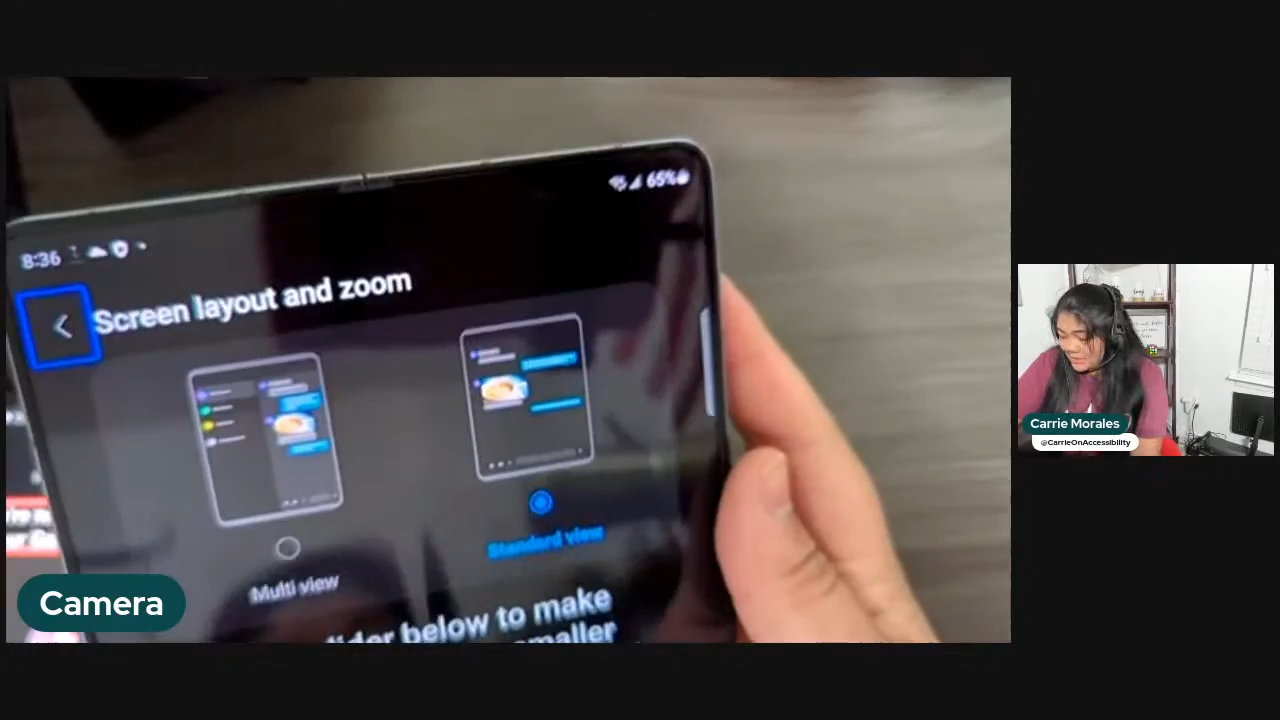 8:36
65%
Screen layout and zoom
Multi view
Standard view
below to make
smaller
Camera
Carrie Morales
@CarrieOnAccessibility